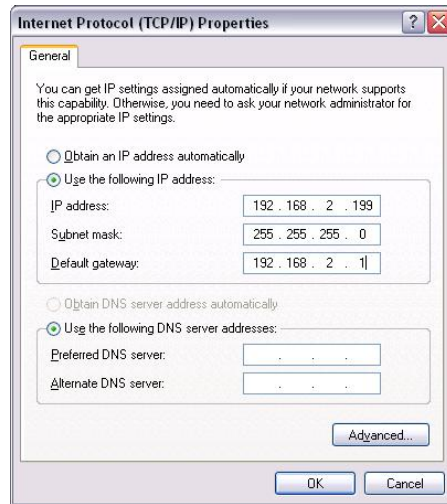 Internet Protocol (TCP/IP) Properties
General
You can get IP settings assigned automatically if your network supports
this capability. Otherwise, you need to ask your network administrator for
the appropriate IP settings.
Obtain an IP address automatically
Use the following IP address:
IP address: 192 . 168 . 2 . 199
Subnet mask: 255 . 255 . 255 . 0
Default gateway: 192 . 168 . 2 . 1
Obtain DNS server address automatically
Use the following DNS server addresses:
Preferred DNS server: . . .
Alternate DNS server: . . .
Advanced...
OK Cancel